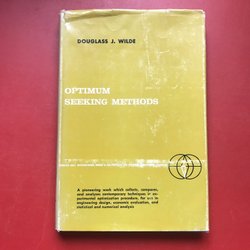 DOUGLASS J. WILDE
OPTIMUM
SEEKING METHODS
A pioneering work which collects, compares,
and analyzes contemporary techniques in ex-
perimental optimization procedure, for use in
engineering design, economic evaluation, and
statistical and numerical analysis